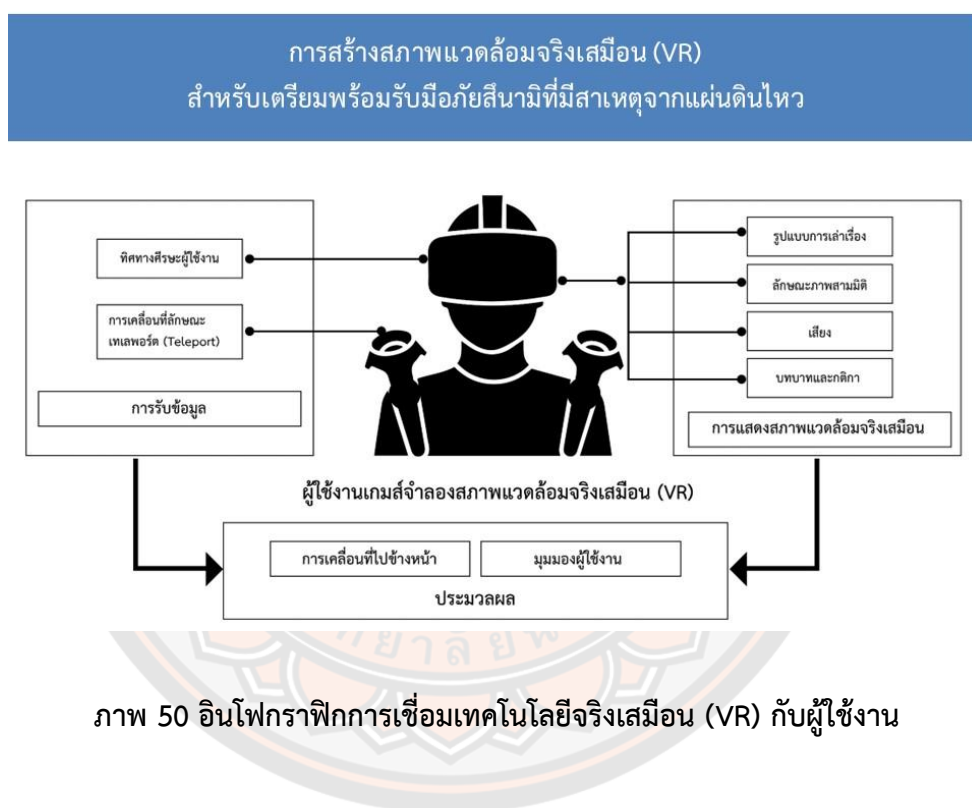 การสร้างสภาพแวดล้อมจริงเสมือน (VR)
สำหรับเตรียมพร้อมรับมือภัยสึนามิที่มีสาเหตุจากแผ่นดินไหว
ทิศทางศีรษะผู้ใช้งาน
การเคลื่อนที่ลักษณะ
เทเลพอร์ต (Teleport)
การรับข้อมูล
รูปแบบการเล่าเรื่อง
ลักษณะภาพสามมิติ
เสียง
บทบาทและกติกา
การแสดงสภาพแวดล้อมจริงเสมือน
ผู้ใช้งานเกมส์จำลองสภาพแวดล้อมจริงเสมือน (VR)
การเคลื่อนที่ไปข้างหน้า
มุมมองผู้ใช้งาน
ประมวลผล
ภาพ 50 อินโฟกราฟิกการเชื่อมเทคโนโลยีจริงเสมือน (VR) กับผู้ใช้งาน